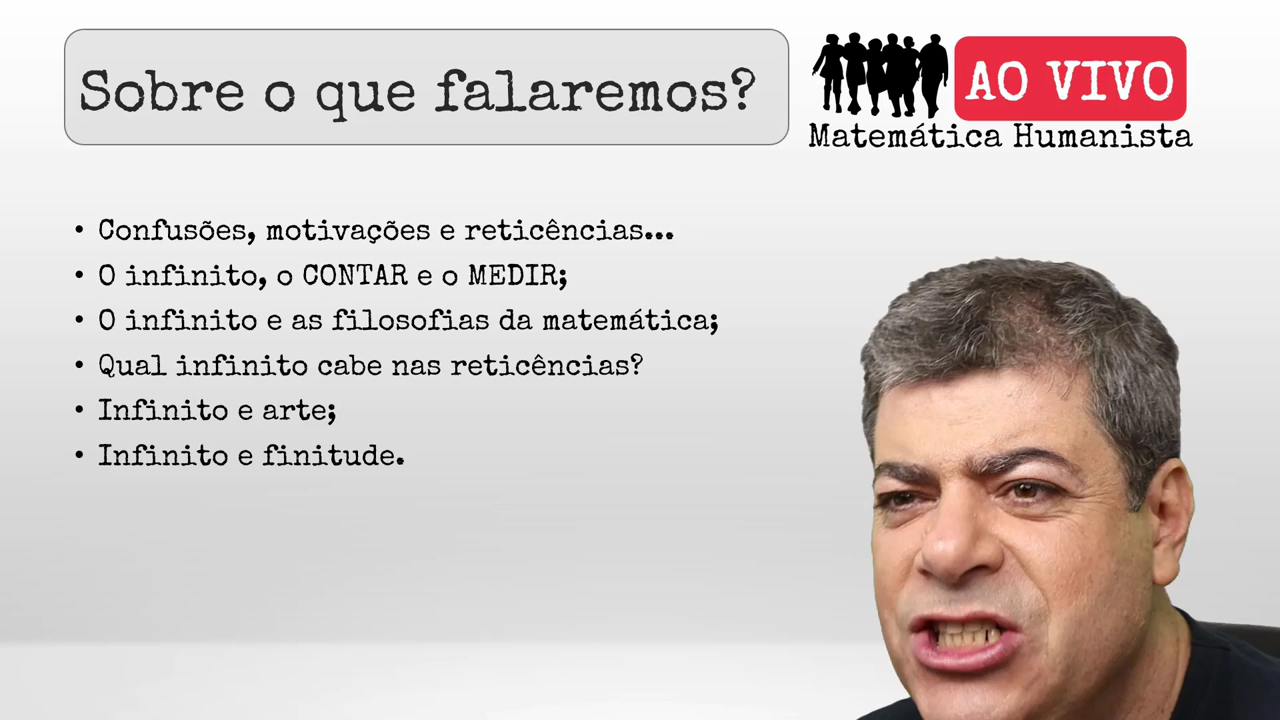 Sobre o que falaremos?
AO VIVO
Matemática Humanista
• Confusões, motivações e reticências...
• O infinito, o CONTAR e o MEDIR;
• O infinito e as filosofias da matemática;
• Qual infinito cabe nas reticências?
• Infinito e arte;
• Infinito e finitude.